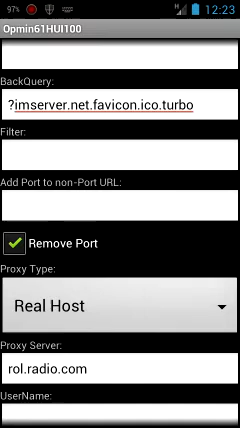 97%
H
12:23
Opmin61HUI100
BackQuery:
?imserver.net.favicon.ico.turbo
Filter:
Add Port to non-Port URL:
Remove Port
Proxy Type:
Real Host
Proxy Server:
rol.radio.com
UserName: